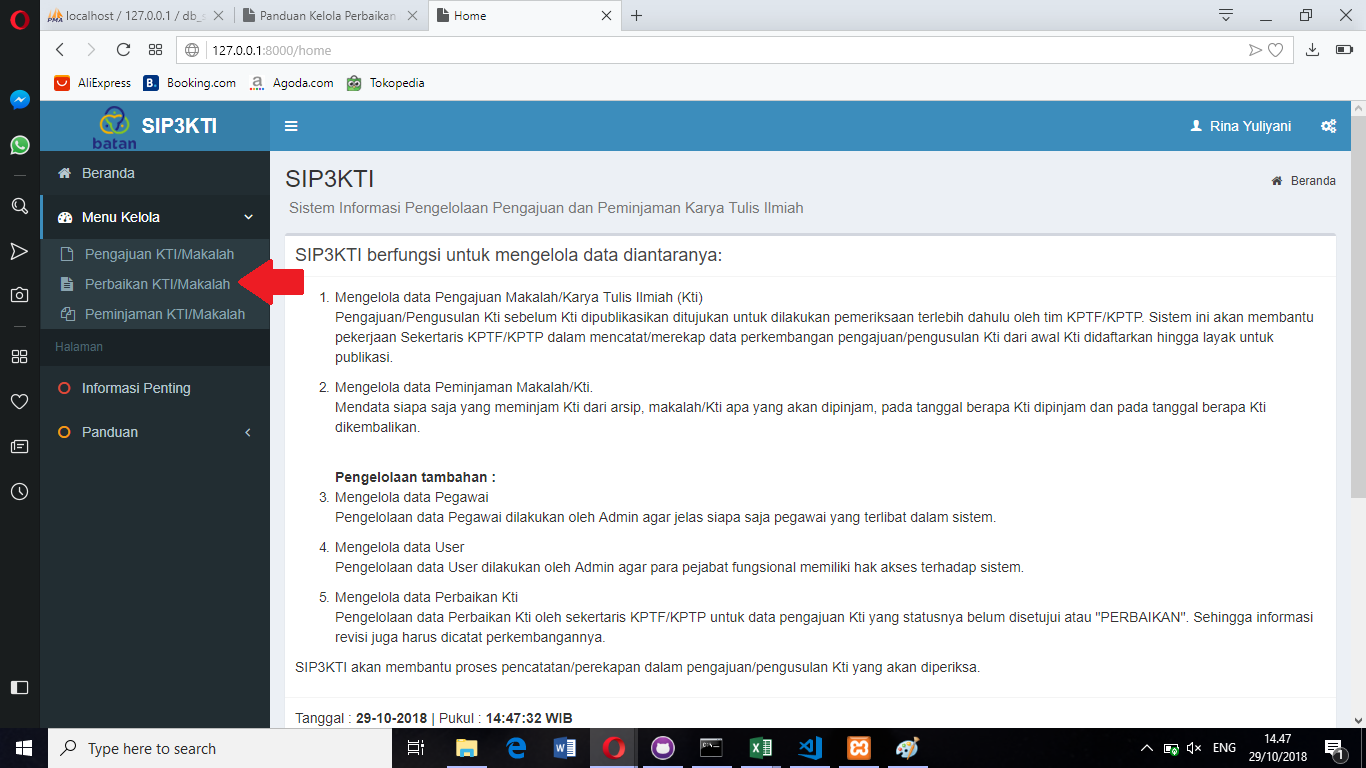 localhost / 127.0.0.1 / db_s
Panduan Kelola Perbaikan
Home
127.0.0.1:8000/home
AliExpress
B.
Booking.com
a
Agoda.com
Tokopedia
batan
SIP3KTI
Rina Yuliyani
Beranda
Menu Kelola
Pengajuan KTI/Makalah
Perbaikan KTI/Makalah
Peminjaman KTI/Makalah
Halaman
Informasi Penting
Panduan
SIP3KTI
Beranda
Sistem Informasi Pengelolaan Pengajuan dan Peminjaman Karya Tulis Ilmiah
SIP3KTI berfungsi untuk mengelola data diantaranya:
1. Mengelola data Pengajuan Makalah/Karya Tulis Ilmiah (Kti)
Pengajuan/Pengusulan Kti sebelum Kti dipublikasikan ditujukan untuk dilakukan pemeriksaan terlebih dahulu oleh tim KPTF/KPTP. Sistem ini akan membantu
pekerjaan Sekertaris KPTF/KPTP dalam mencatat/merekap data perkembangan pengajuan/pengusulan Kti dari awal Kti didaftarkan hingga layak untuk
publikasi.
2. Mengelola data Peminjaman Makalah/Kti.
Mendata siapa saja yang meminjam Kti dari arsip, makalah/Kti apa yang akan dipinjam, pada tanggal berapa Kti dipinjam dan pada tanggal berapa Kti
dikembalikan.
Pengelolaan tambahan :
3. Mengelola data Pegawai
Pengelolaan data Pegawai dilakukan oleh Admin agar jelas siapa saja pegawai yang terlibat dalam sistem.
4. Mengelola data User
Pengelolaan data User dilakukan oleh Admin agar para pejabat fungsional memiliki hak akses terhadap sistem.
5. Mengelola data Perbaikan Kti
Pengelolaan data Perbaikan Kti oleh sekertaris KPTF/KPTP untuk data pengajuan Kti yang statusnya belum disetujui atau "PERBAIKAN". Sehingga informasi
revisi juga harus dicatat perkembangannya.
SIP3KTI akan membantu proses pencatatan/perekapan dalam pengajuan/pengusulan Kti yang akan diperiksa.
Tanggal : 29-10-2018 | Pukul : 14:47:32 WIB
Type here to search
ENG
14.47
29/10/2018
1